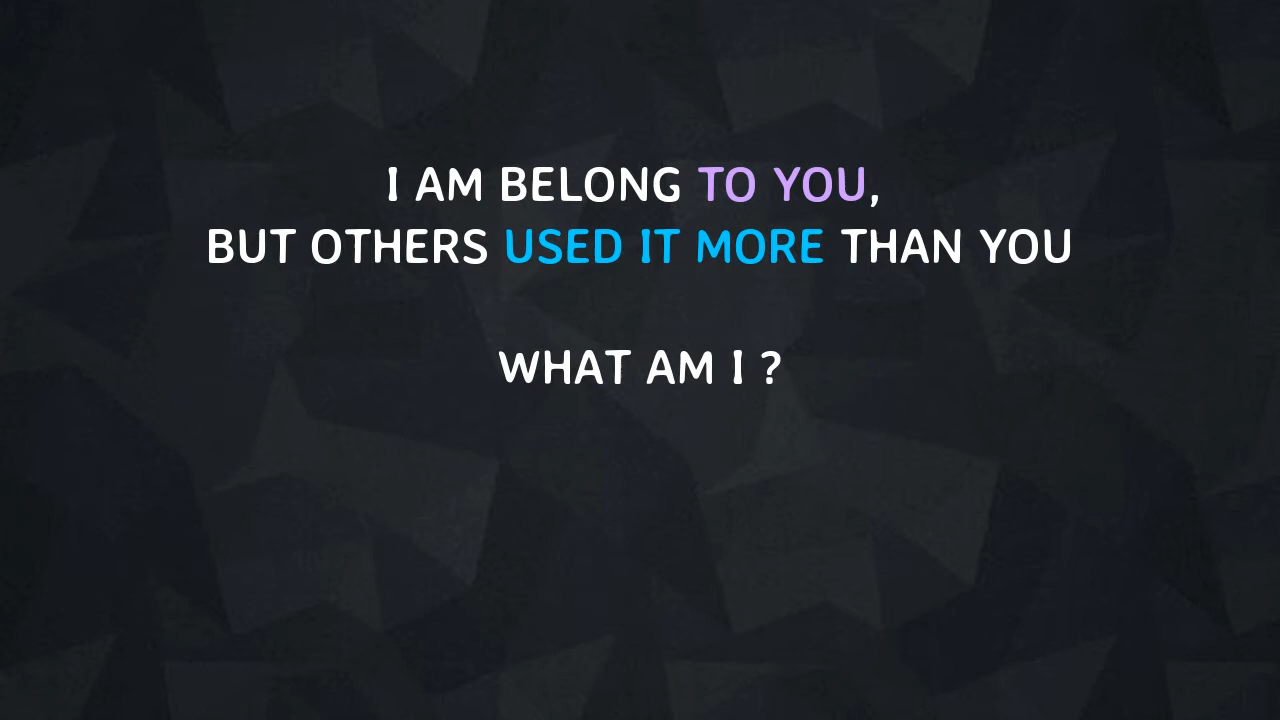 I AM BELONG TO YOU,
BUT OTHERS USED IT MORE THAN YOU
WHAT AM I ?